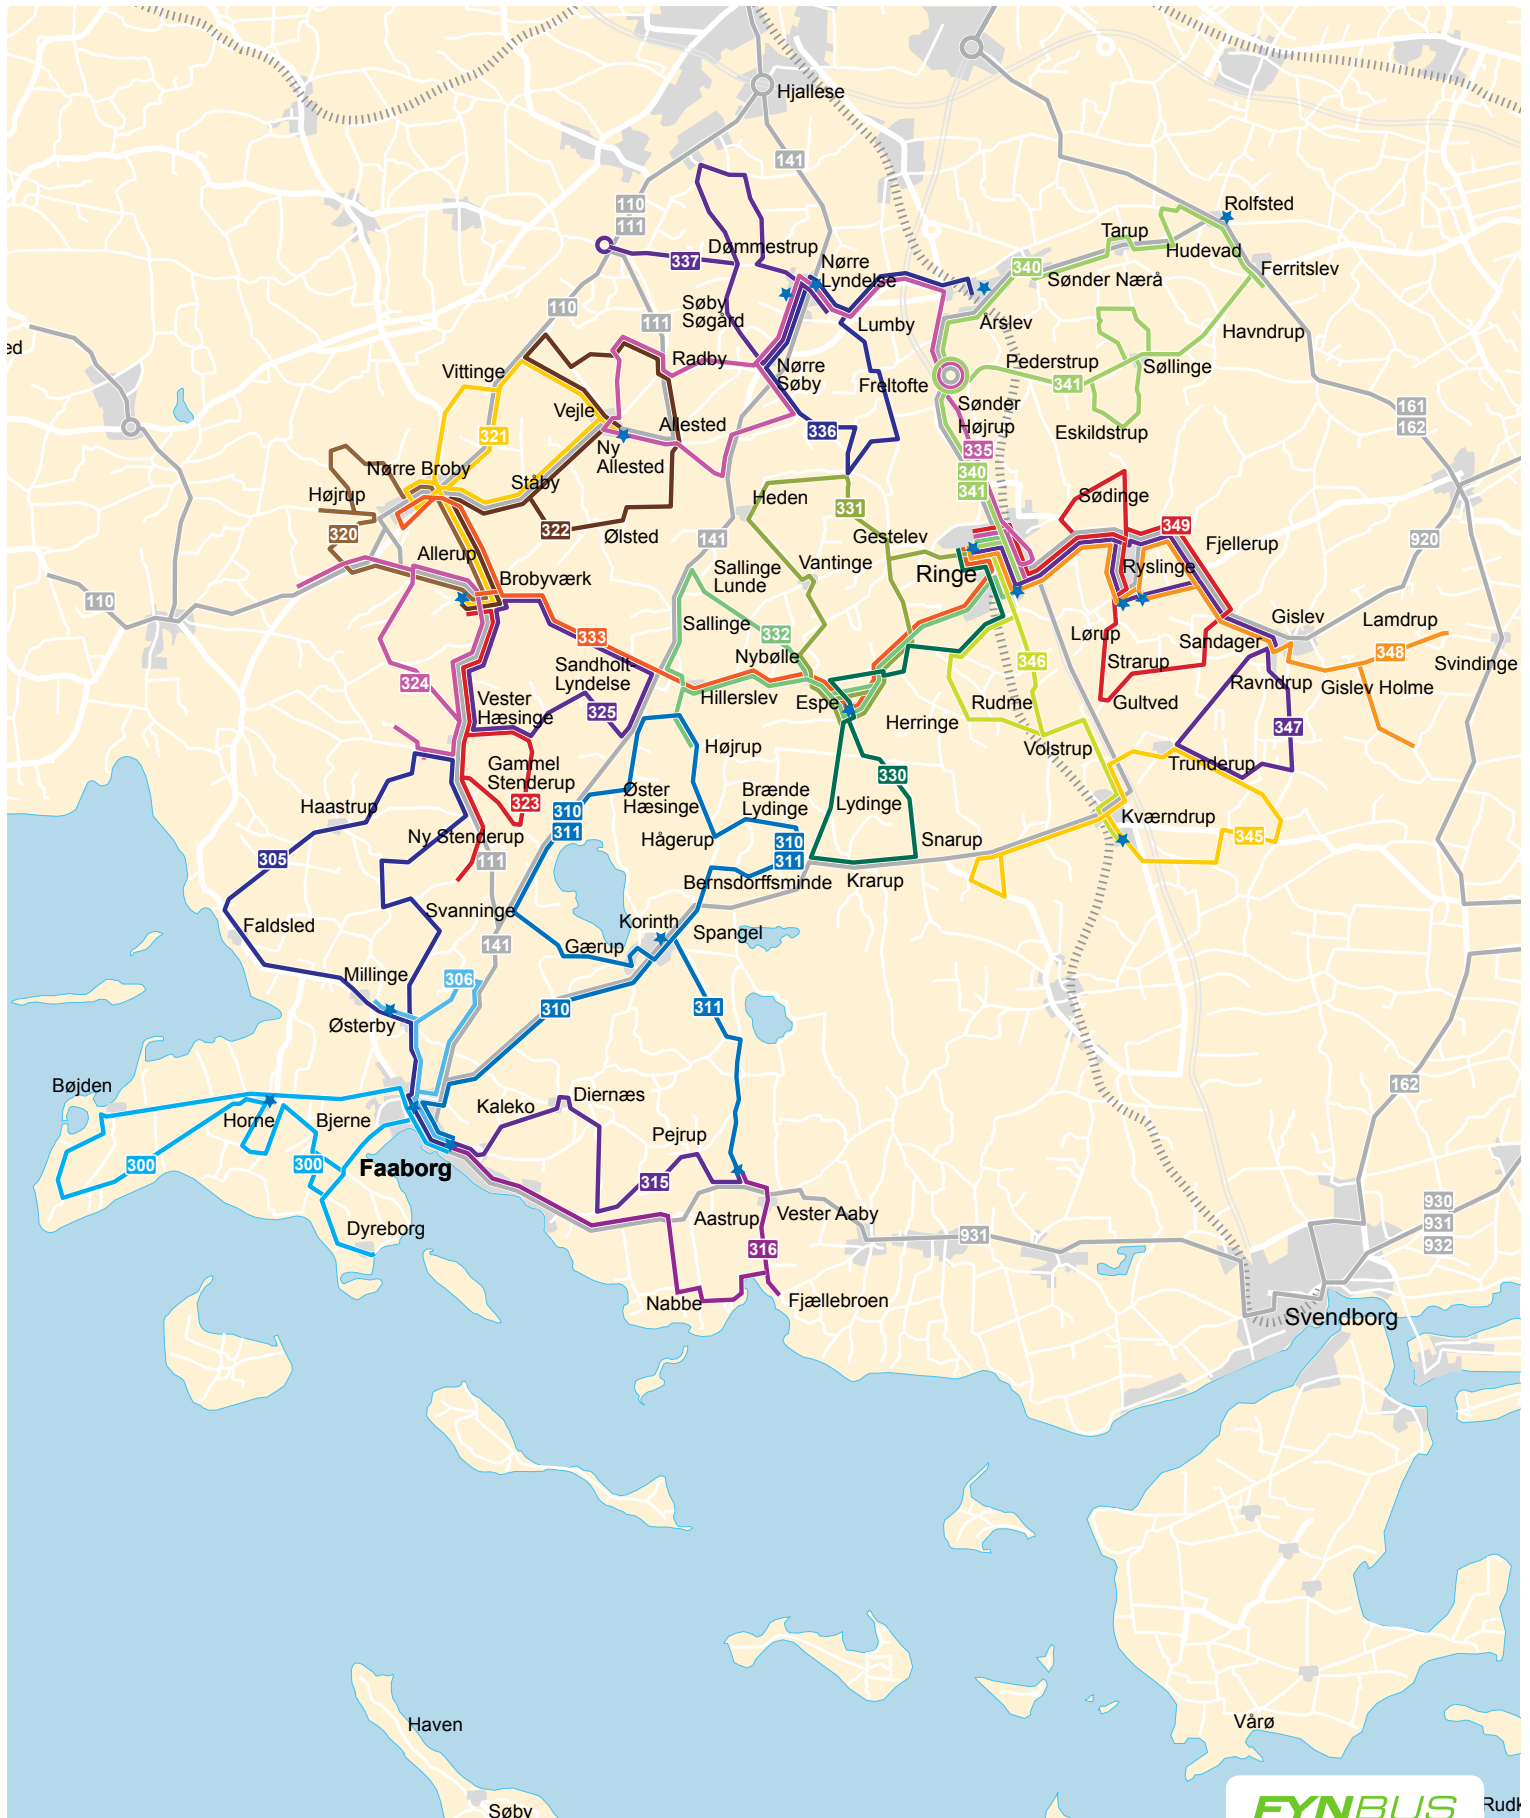 Hjallese
141
110
111
Rolfsted
Tarup
Hudevad
Dømmestrup
337
Nørre
Lyndelse
340
Ferritslev
Sønder Nærå
Søby
Søgård
110
111
Lumby
Årslev
Havndrup
ed
Radby
Pederstrup
Søllinge
Vittinge
Nørre
Søby
Freltofte
341
Sønder
Højrup
161
162
Vejle
Allested
336
Eskildstrup
321
Ny
Allested
335
Nørre Broby
340
341
Højrup
Ståby
Heden
Sødinge
331
320
322
Ølsted
141
Gestelev
349
920
Fjellerup
Allerup
Sallinge
Lunde
Vantinge
Ringe
Ryslinge
Brobyværk
110
Sallinge
332
333
Lørup
Sandager
Gislev
Lamdrup
Nybølle
346
Strarup
348
Svindinge
Sandholt-
Lyndelse
324
Ravndrup
Gislev Holme
Vester
Hæsinge
325
Hillerslev
Espe
Rudme
Gultved
Herringe
347
Højrup
Volstrup
Gammel
Stenderup
Trunderup
330
Øster
Hæsinge
Brænde
Lydinge
Haastrup
323
310
311
Lydinge
Kværndrup
Ny Stenderup
Hågerup
310
311
Snarup
345
305
111
Bernsdorffsminde
Krarup
Svanninge
Faldsled
Korinth
Spangel
141
Gærup
Millinge
306
310
311
Østerby
Bøjden
Kaleko
Diernæs
162
Horne
Bjerne
Pejrup
300
300
Faaborg
315
930
931
932
Dyreborg
Aastrup
Vester Aaby
931
316
Nabbe
Fjællebroen
Svendborg
Haven
Vårø
Søby
FYNBUS